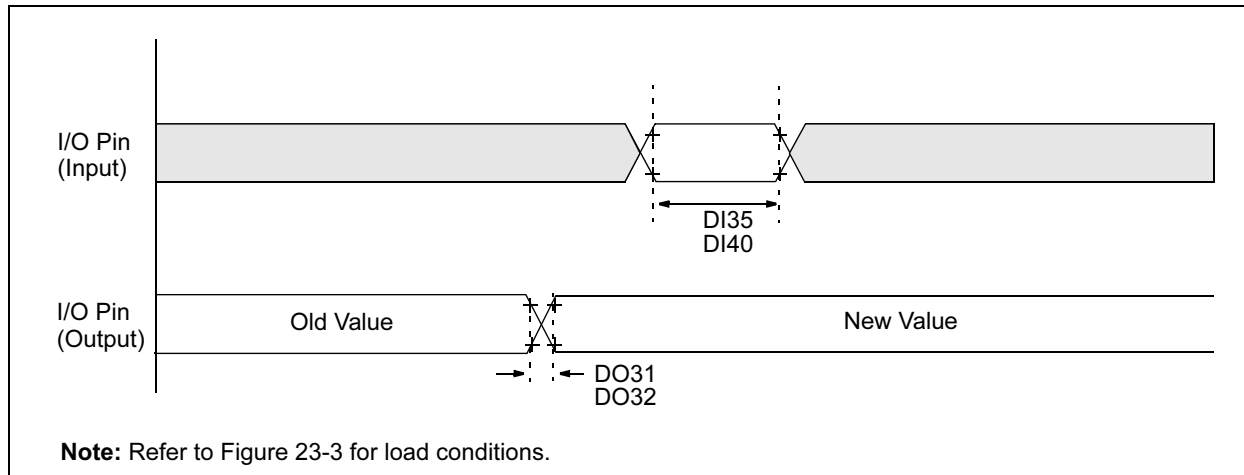 I/O Pin
(Input)
DI35
DI40
I/O Pin
(Output)
Old Value
New Value
DO31
DO32
Note: Refer to Figure 23-3 for load conditions.